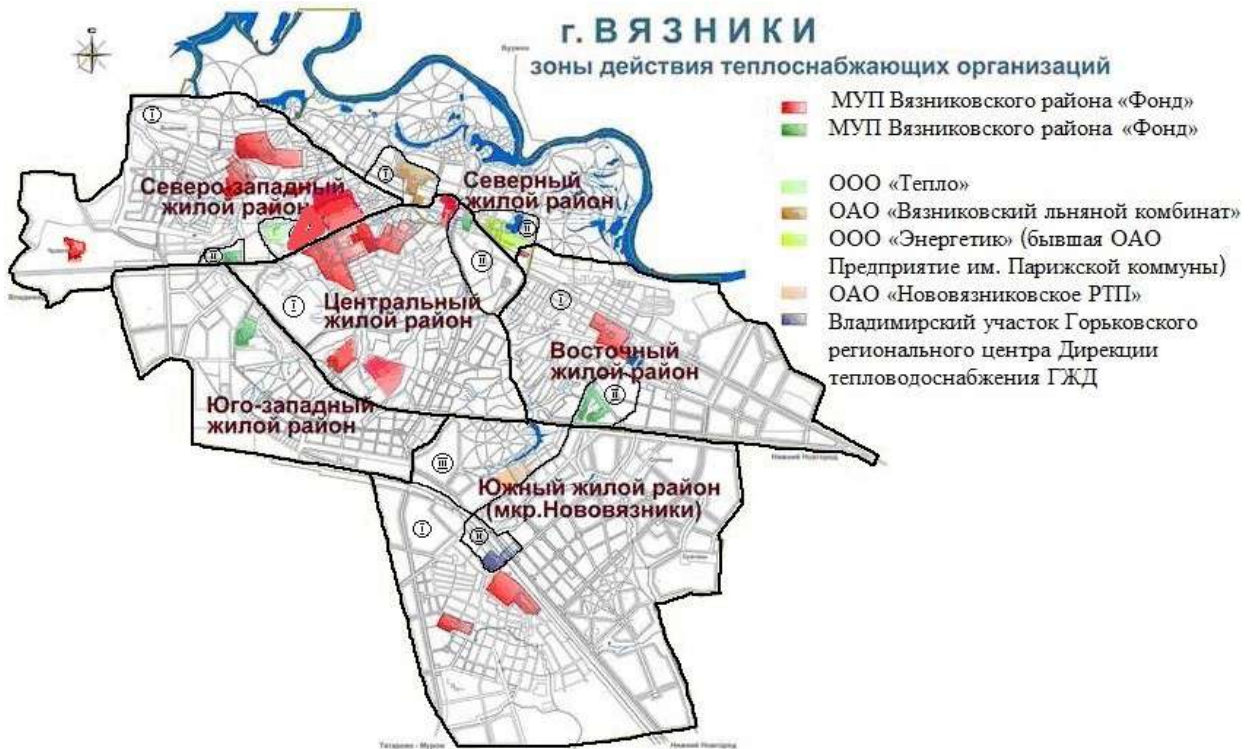 г. ВЯЗНИКИ
зоны действия теплоснабжающих организаций
МУП Вязниковского района «Фонд»
МУП Вязниковского района «Фонд»
ООО «Тепло»
ОАО «Вязниковский льняной комбинат»
ООО «Энергетик» (бывшая ОАО
Предприятие им. Парижской коммуны)
ОАО «Нововязниковское РТП»
Владимирский участок Горьковского
регионального центра Дирекции
тепловодоснабжения ГЖД
I
I
Северо-западный
жилой район
Северный
жилой район
II
II
II
I
Центральный
жилой район
I
Восточный
жилой район
II
Юго-западный
жилой район
Нижний Новгород
III
Южный жилой район
(мкр.Нововязники)
I
II
Татарово - Муром
Нижний Новгород